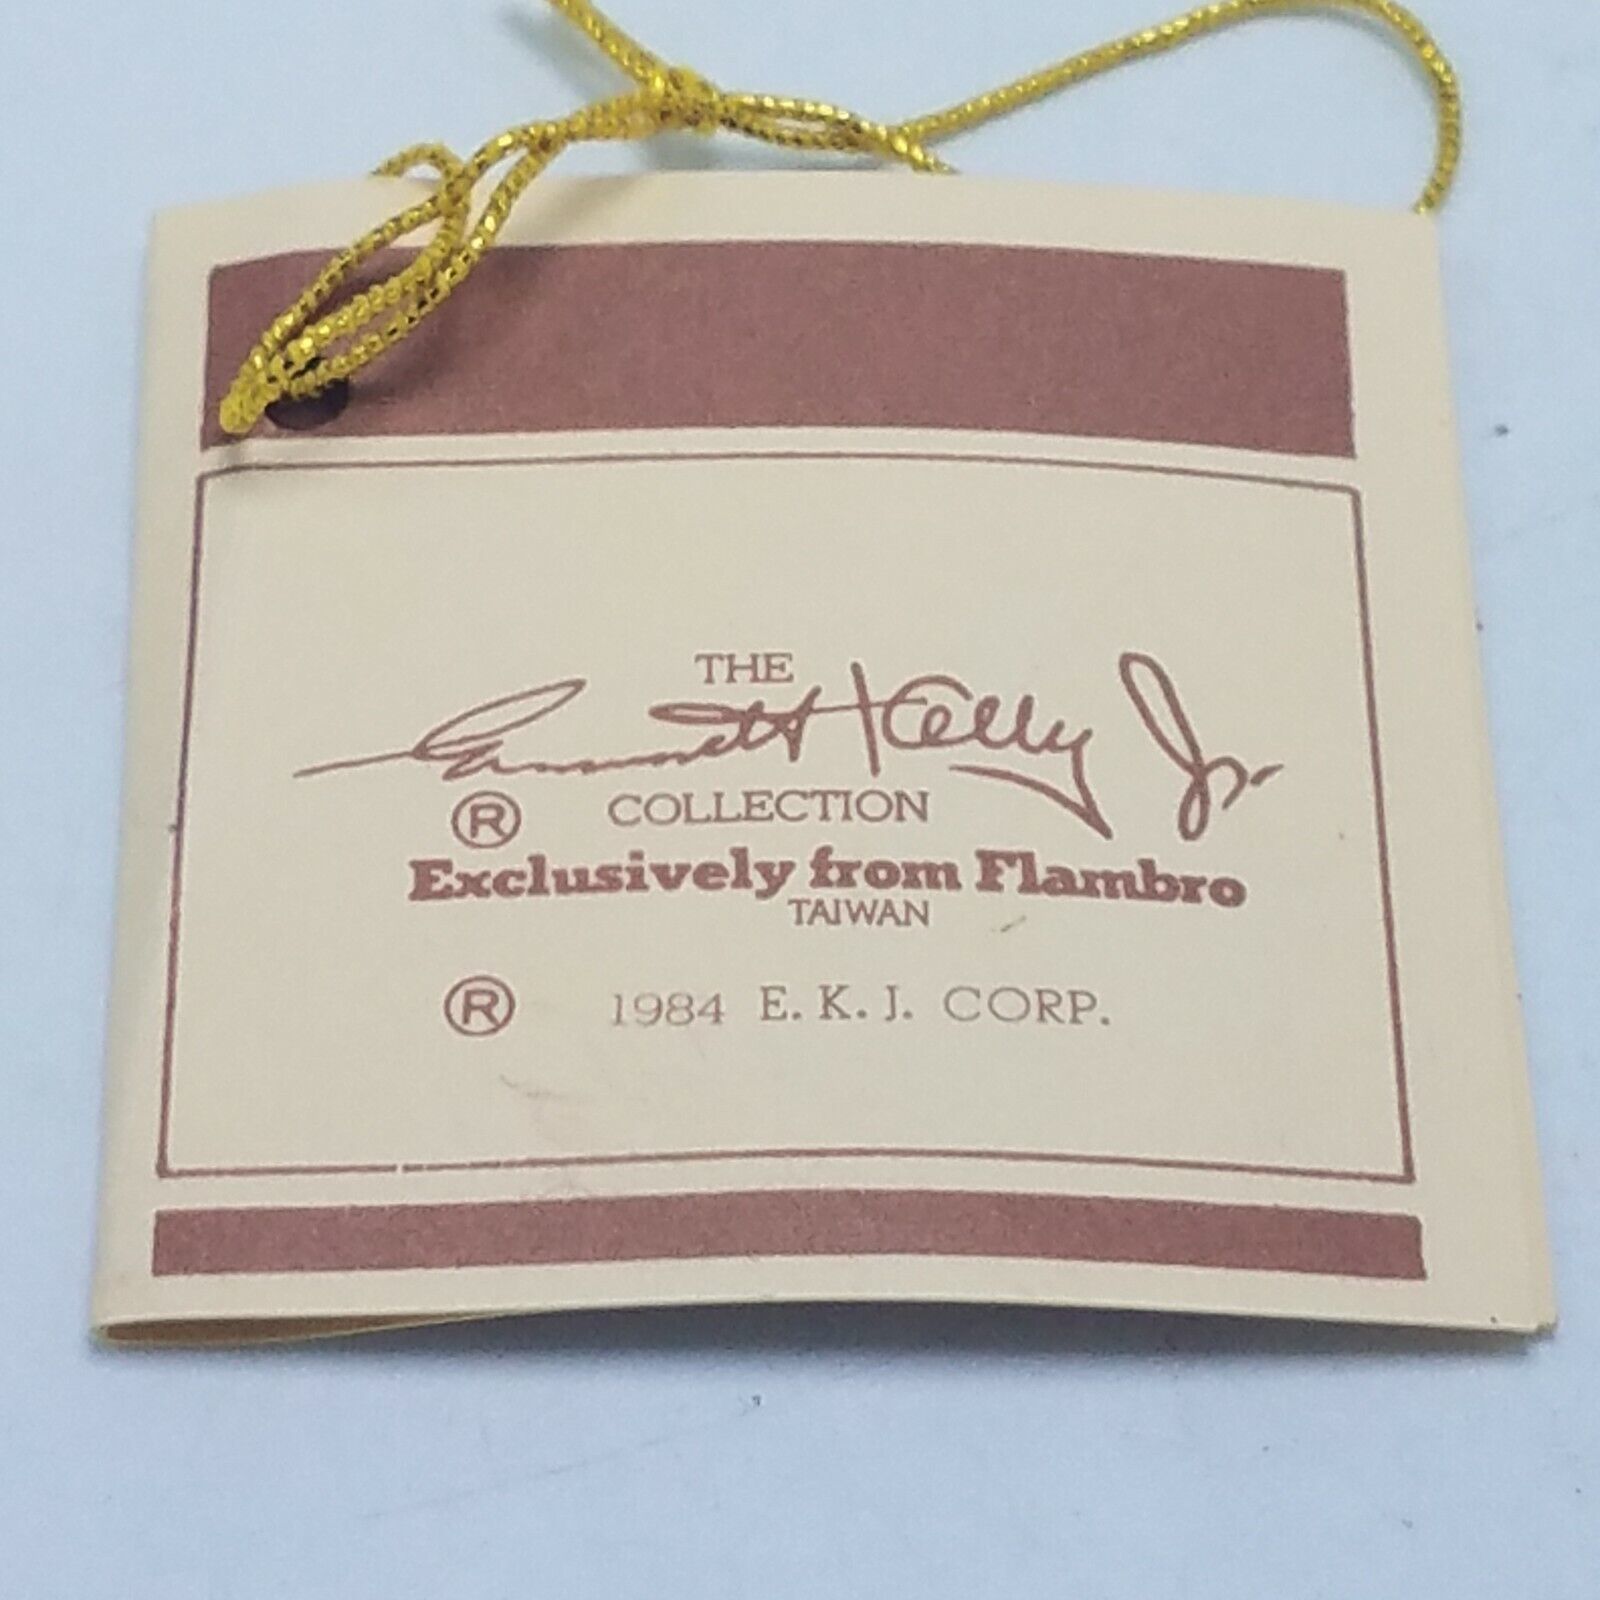 THE
Emmett Kelly Jr.
® COLLECTION
Exclusively from Flambro
TAIWAN
® 1984 E. K. J. CORP.